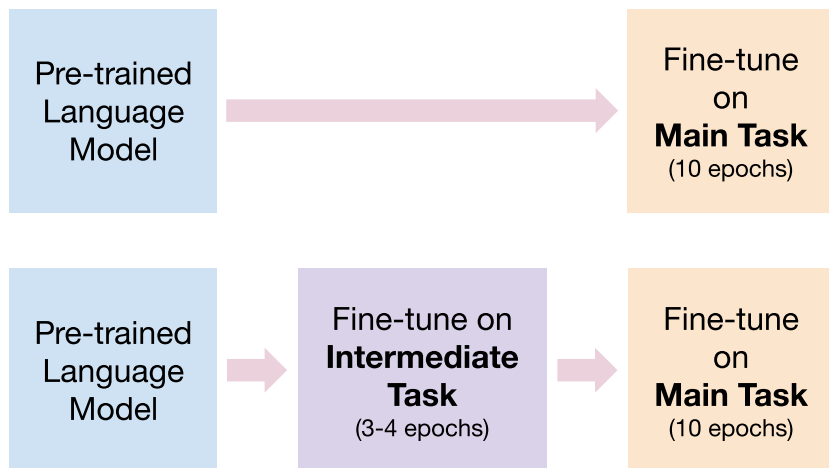 Pre-trained
Language
Model
Fine-tune
on
Main Task
(10 epochs)
Pre-trained
Language
Model
Fine-tune on
Intermediate
Task
(3-4 epochs)
Fine-tune
on
Main Task
(10 epochs)